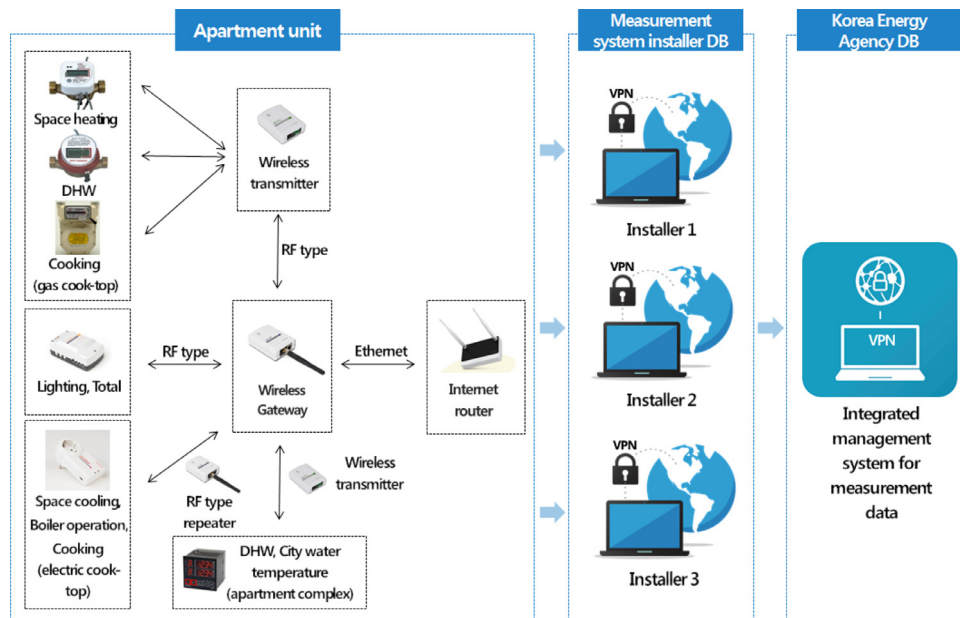 Apartment unit
Measurement
system installer DB
Korea Energy
Agency DB
Space heating
DHW
Cooking
(gas cook-top)
Wireless
transmitter
RF type
Lighting, Total
RF type
Wireless
Gateway
Ethernet
Internet
router
Space cooling,
Boiler operation,
Cooking
(electric cook-
top)
RF type
repeater
Wireless
transmitter
DHW, City water
temperature
(apartment complex)
VPN
Installer 1
VPN
Installer 2
VPN
Installer 3
VPN
Integrated
management
system for
measurement
data